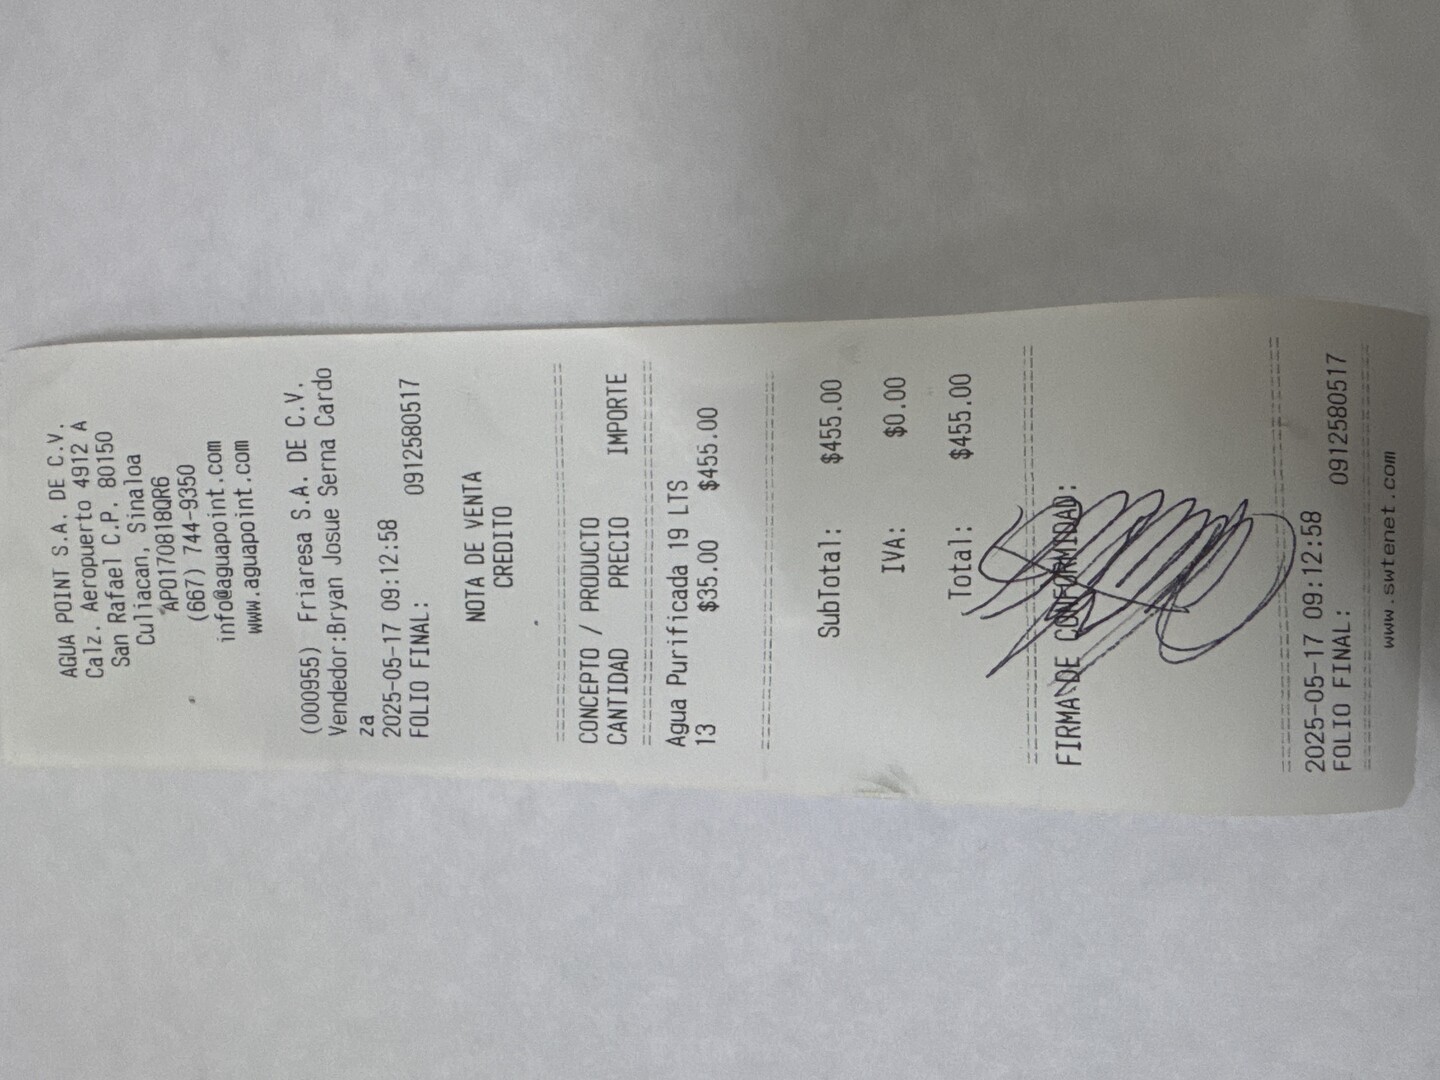 AGUA POINT S.A. DE C.V.
Calz. Aeropuerto 4912 A
San Rafael C.P. 80150
Culiacan, Sinaloa
APO170818QR6
(667) 744-9350
info@aguapoint.com
www.aguapoint.com
(000955) Friaresa S.A. DE C.V.
Vendedor:Bryan Josue Serna Cardo
za
2025-05-17 09:12:58
FOLIO FINAL: 0912580517
NOTA DE VENTA
CREDITO
CONCEPTO / PRODUCTO
CANTIDAD PRECIO IMPORTE
Agua Purificada 19 LTS
13 $35.00 $455.00
SubTotal: $455.00
IVA: $0.00
Total: $455.00
FIRMA DE CONFORMIDAD:
2025-05-17 09:12:58
FOLIO FINAL: 0912580517
www.swtenet.com